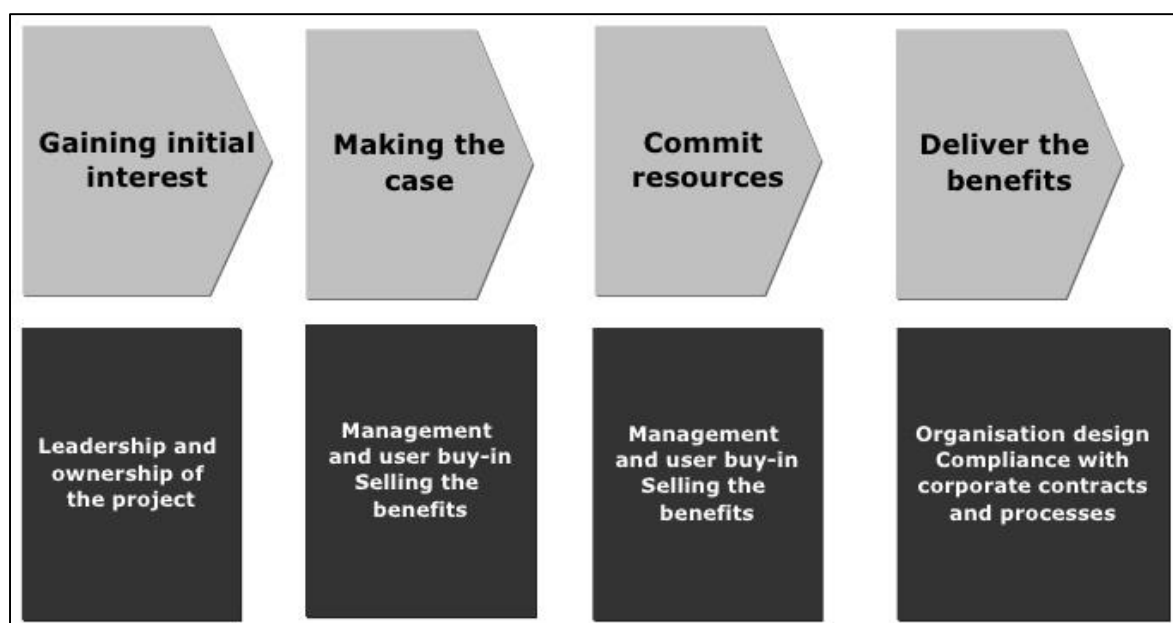 Gaining initial
interest
Making the
case
Commit
resources
Deliver the
benefits
Leadership and
ownership of
the project
Management
and user buy-in
Selling the
benefits
Management
and user buy-in
Selling the
benefits
Organisation design
Compliance with
corporate contracts
and processes